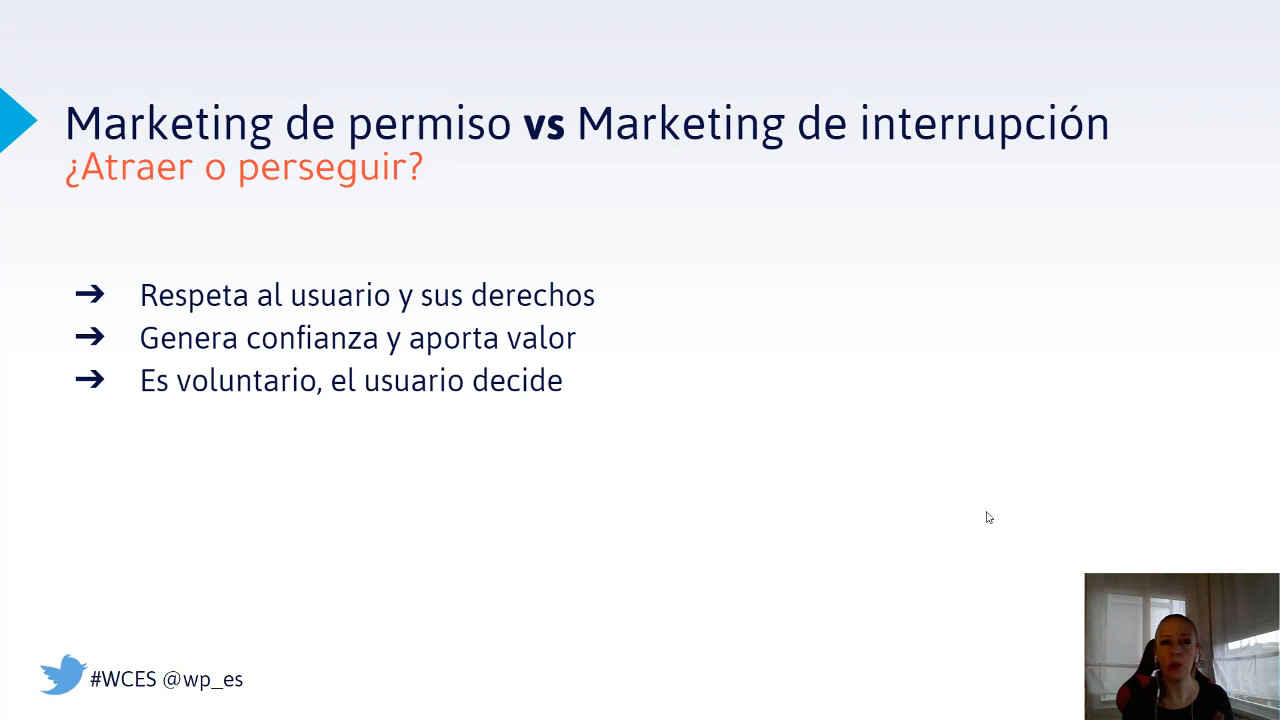 Marketing de permiso vs Marketing de interrupción
¿Atraer o perseguir?
➔ Respeta al usuario y sus derechos
➔ Genera confianza y aporta valor
➔ Es voluntario, el usuario decide
#WCES @wp_es